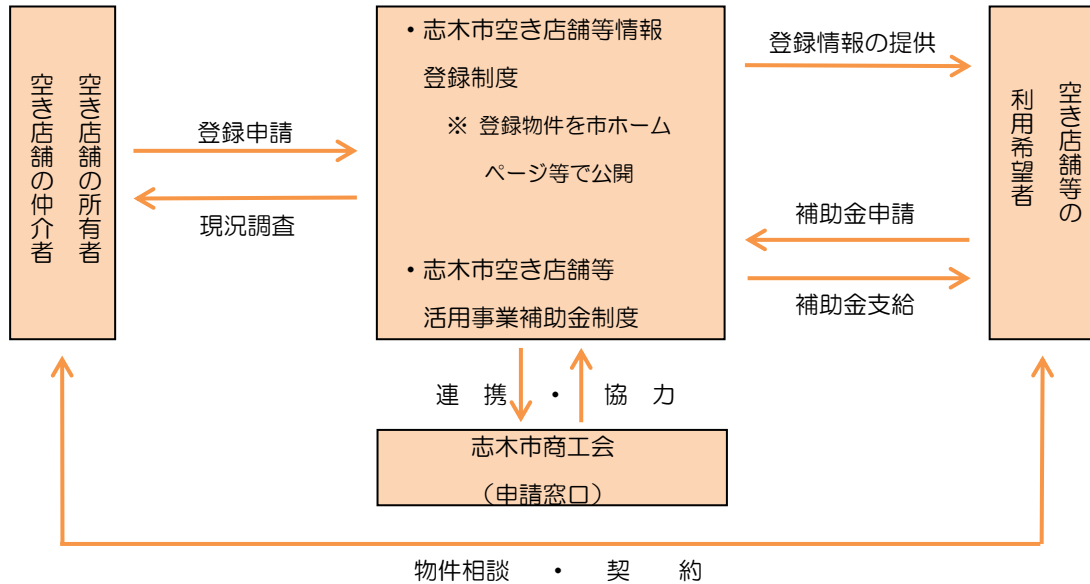 空き店舗の所有者
空き店舗の仲介者
登録申請
現況調査
・志木市空き店舗等情報
登録制度
※ 登録物件を市ホーム
ページ等で公開
・志木市空き店舗等
活用事業補助金制度
登録情報の提供
補助金申請
補助金支給
空き店舗等の
利用希望者
連 携 ・ 協 力
志木市商工会
（申請窓口）
物件相談 ・ 契 約